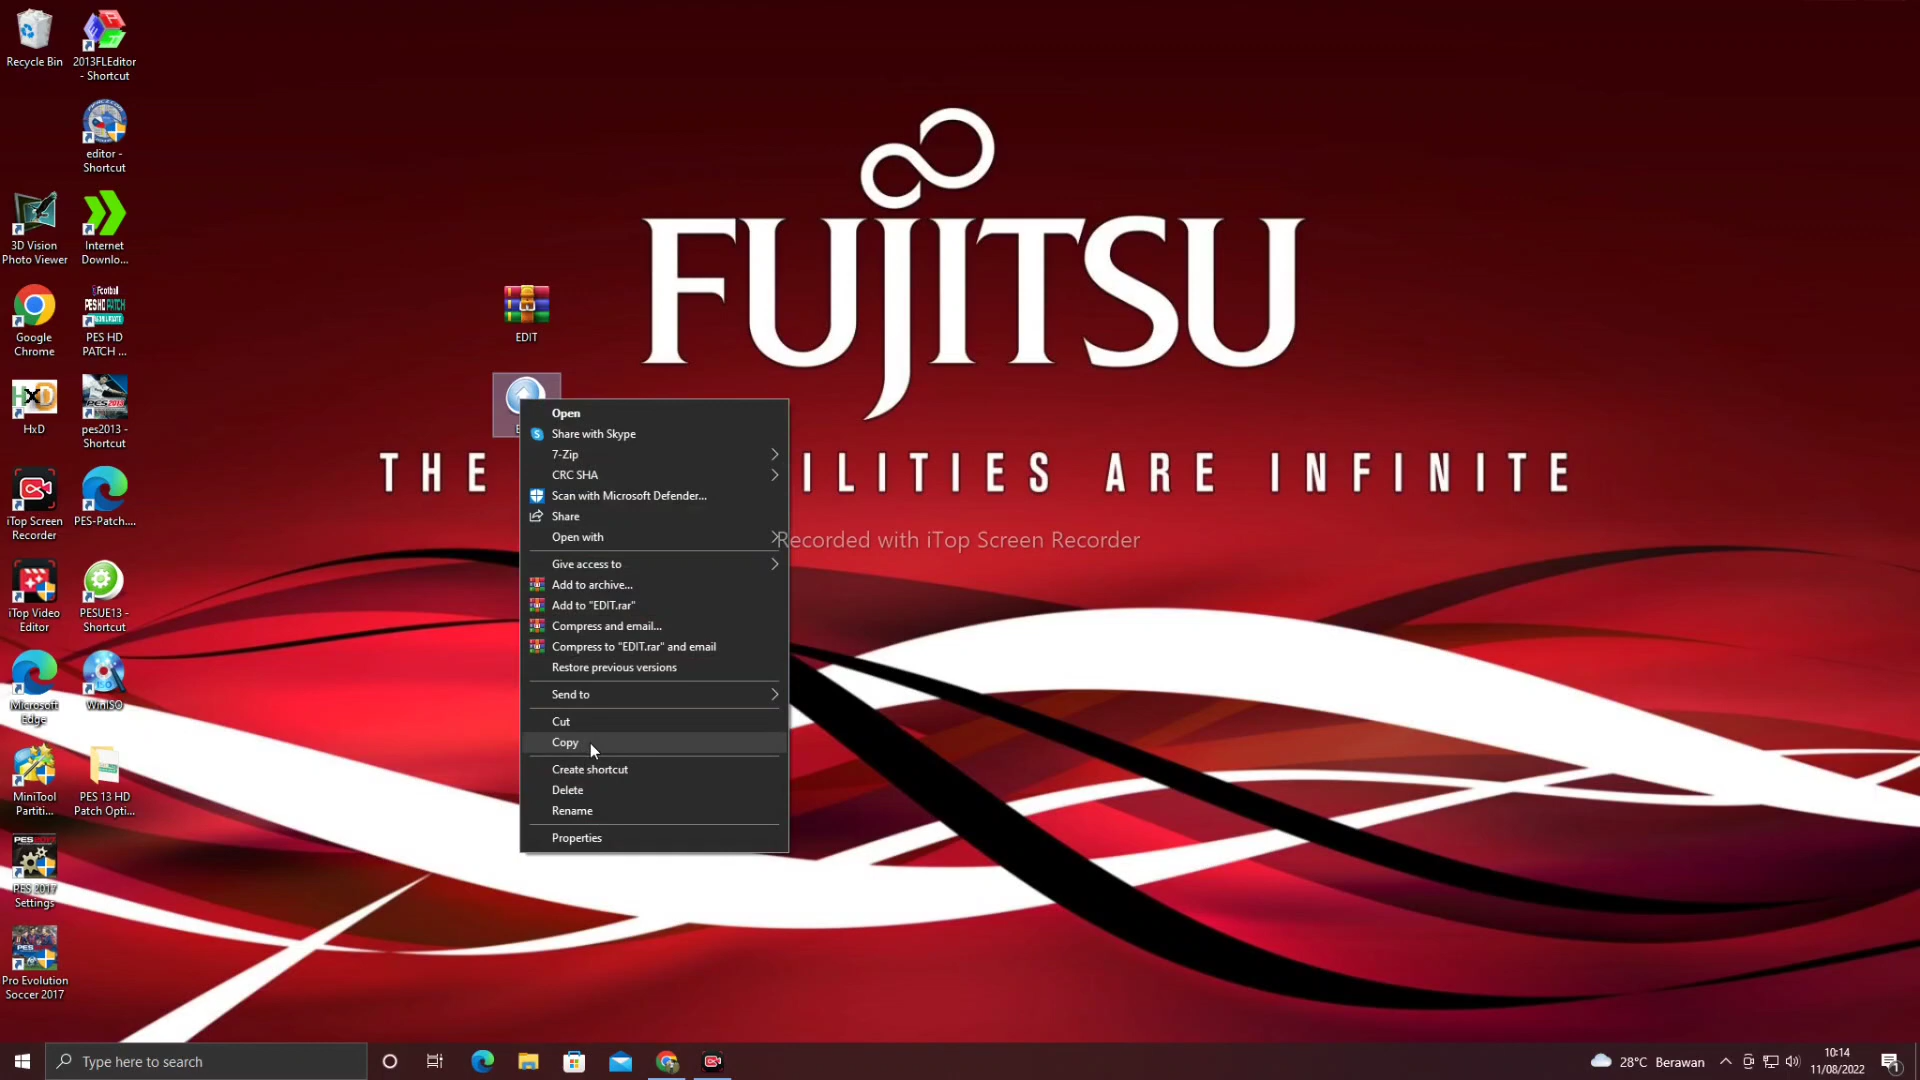 Recycle Bin
2013FLEditor
- Shortcut
editor -
Shortcut
3D Vision
Photo Viewer
Internet
Downlo...
Google
Chrome
PES HD
PATCH ...
HxD
pes2013 -
Shortcut
iTop Screen
Recorder
PES-Patch....
iTop Video
Editor
PESUE13 -
Shortcut
Microsoft
Edge
WinISO
MiniTool
Partiti...
PES 13 HD
Patch Opti...
PES 2017
Settings
Pro Evolution
Soccer 2017
EDIT
FUJITSU
THE
ILITIES ARE INFINITE
Recorded with iTop Screen Recorder
Open
Share with Skype
7-Zip
CRC SHA
Scan with Microsoft Defender...
Share
Open with
Give access to
Add to archive...
Add to "EDIT.rar"
Compress and email...
Compress to "EDIT.rar" and email
Restore previous versions
Send to
Cut
Copy
Create shortcut
Delete
Rename
Properties
Type here to search
28°C Berawan
10:14
11/08/2022
1